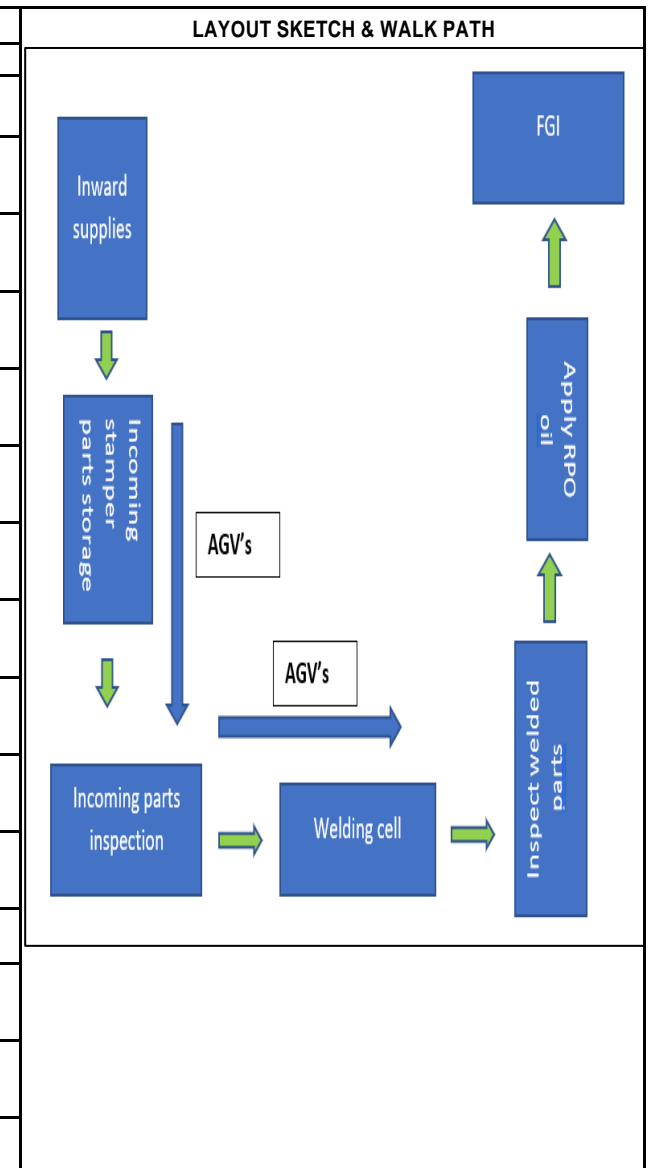 LAYOUT SKETCH & WALK PATH
Inward
supplies
Incoming
stamper
parts storage
AGV's
AGV's
Incoming parts
inspection
Welding cell
Inspect welded
parts
Apply RPO
oil
FGI